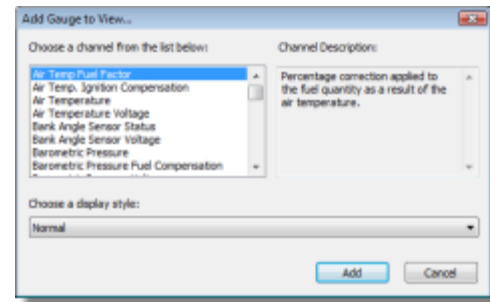 Add Gauge to View...
Choose a channel from the list below:
Air Temp Fuel Factor
Air Temp. Ignition Compensation
Air Temperature
Air Temperature Voltage
Bank Angle Sensor Status
Bank Angle Sensor Voltage
Barometric Pressure
Barometric Pressure Fuel Compensation
Channel Description:
Percentage correction applied to
the fuel quantity as a result of the
air temperature.
Choose a display style:
Normal
Add
Cancel